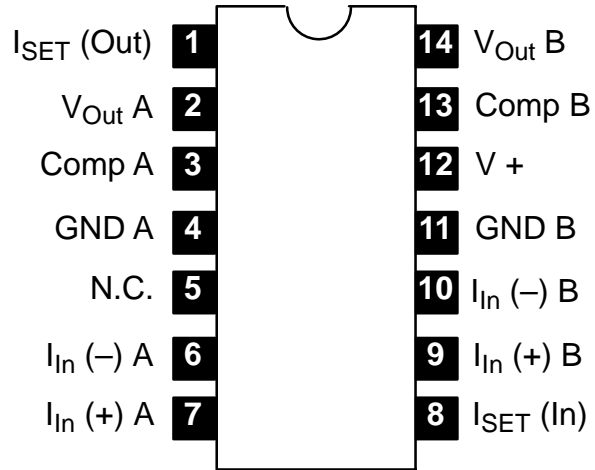 I_SET (Out) 1 14 V_Out B
V_Out A 2 13 Comp B
Comp A 3 12 V +
GND A 4 11 GND B
N.C. 5 10 I_In (–) B
I_In (–) A 6 9 I_In (+) B
I_In (+) A 7 8 I_SET (In)